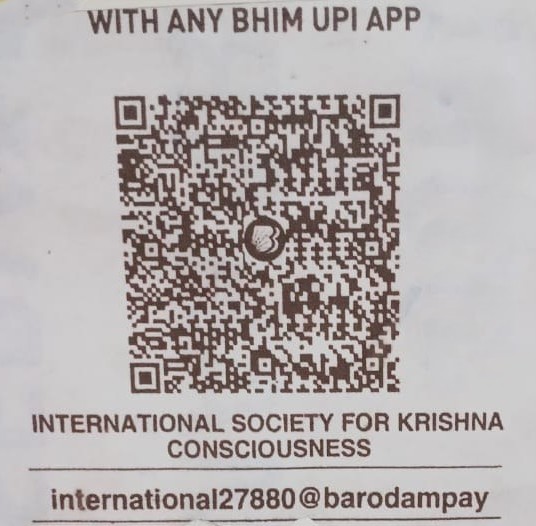 WITH ANY BHIM UPI APP
INTERNATIONAL SOCIETY FOR KRISHNA
CONSCIOUSNESS
international27880@barodampay